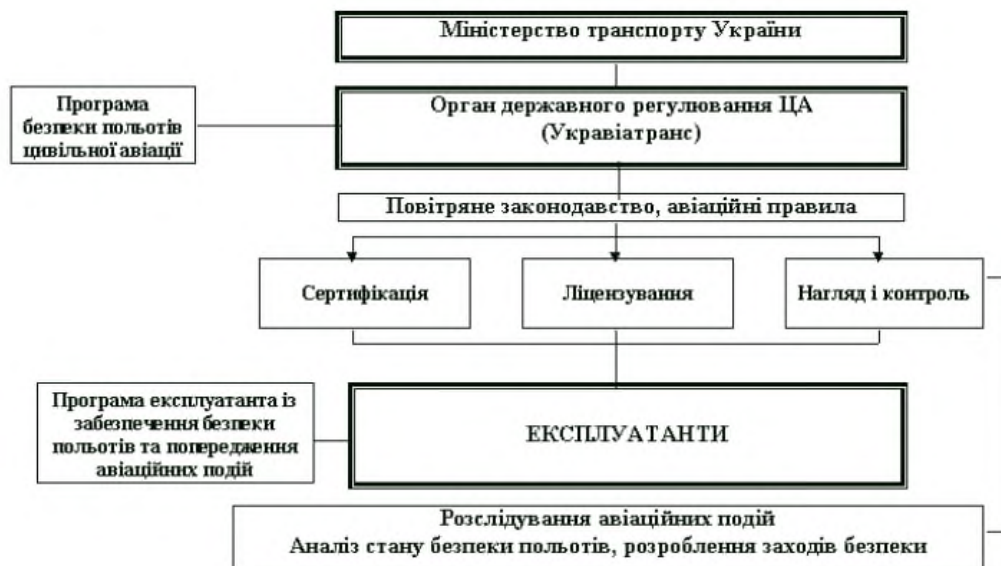 Міністерство транспорту України
Програма
безпеки польотів
цивільної авіації
Орган державного регулювання ЦА
(Укравіатранс)
Повітряне законодавство, авіаційні правила
Сертифікація
Ліцензування
Нагляд і контроль
Програма експлуатанта із
забезпечення безпеки
польотів та попередження
авіаційних подій
ЕКСПЛУАТАНТИ
Розслідування авіаційних подій
Аналіз стану безпеки польотів, розроблення заходів безпеки